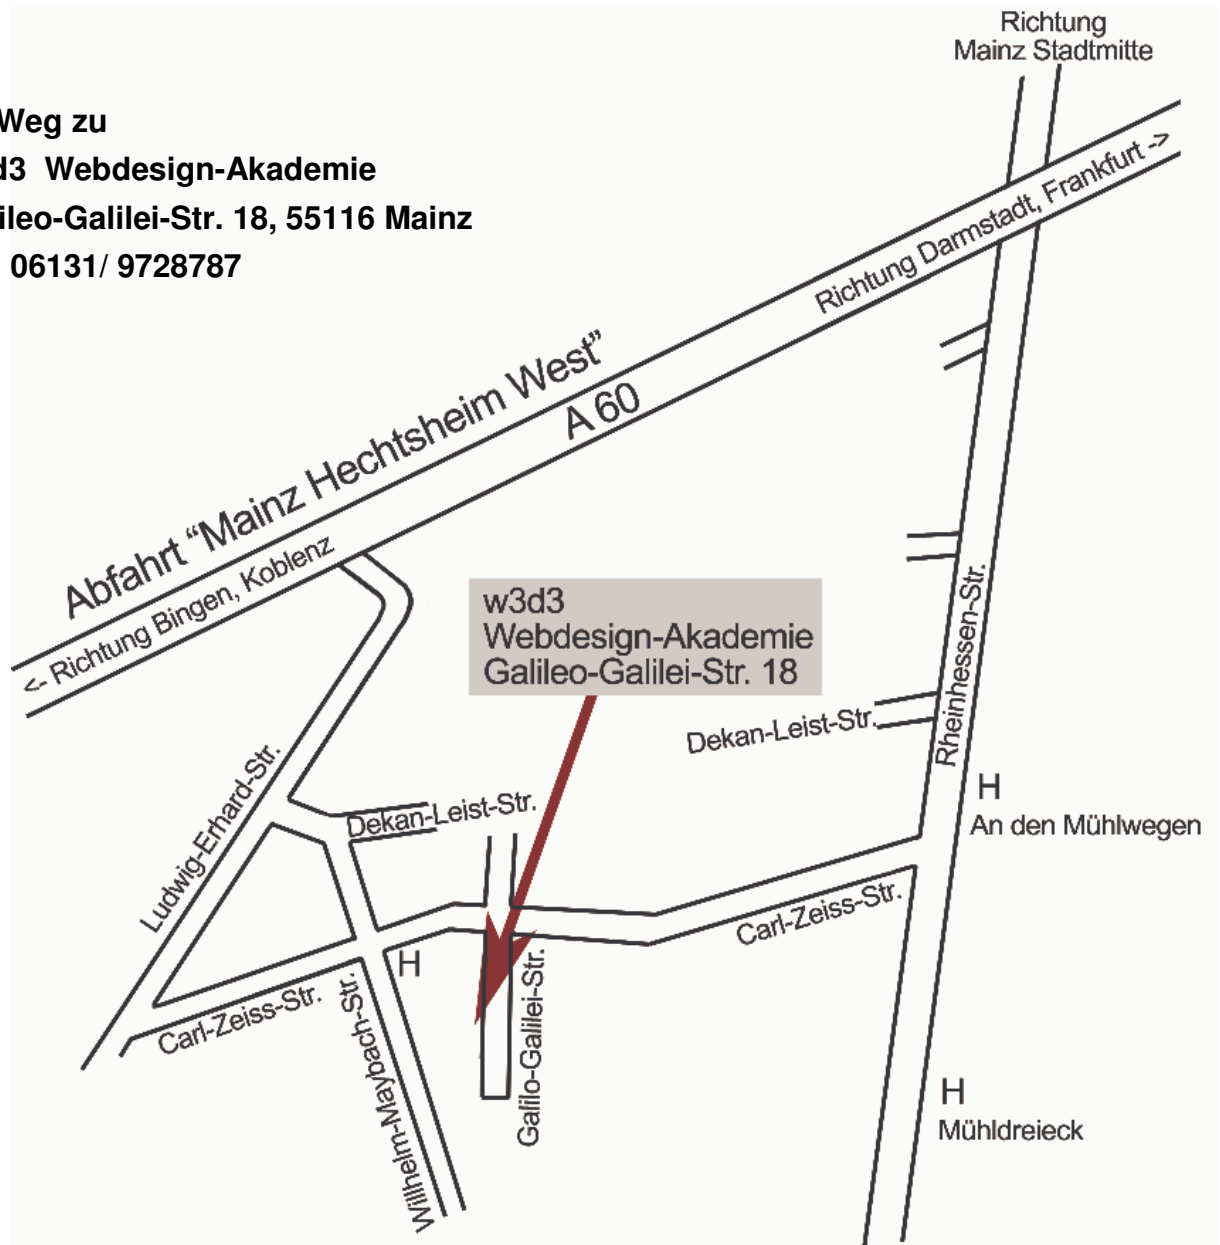 Richtung
Mainz Stadtmitte
Weg zu
d3 Webdesign-Akademie
ileo-Galilei-Str. 18, 55116 Mainz
06131/ 9728787
Richtung Darmstadt, Frankfurt ->
Abfahrt “Mainz Hechtsheim West”
A 60
<- Richtung Bingen, Koblenz
w3d3
Webdesign-Akademie
Galileo-Galilei-Str. 18
Rheinhessen-Str.
Dekan-Leist-Str.
Ludwig-Erhard-Str.
Dekan-Leist-Str.
H
An den Mühlwegen
Carl-Zeiss-Str.
H
Carl-Zeiss-Str.
Willhelm-Maybach-Str.
Galilo-Galilei-Str.
H
Mühldreieck